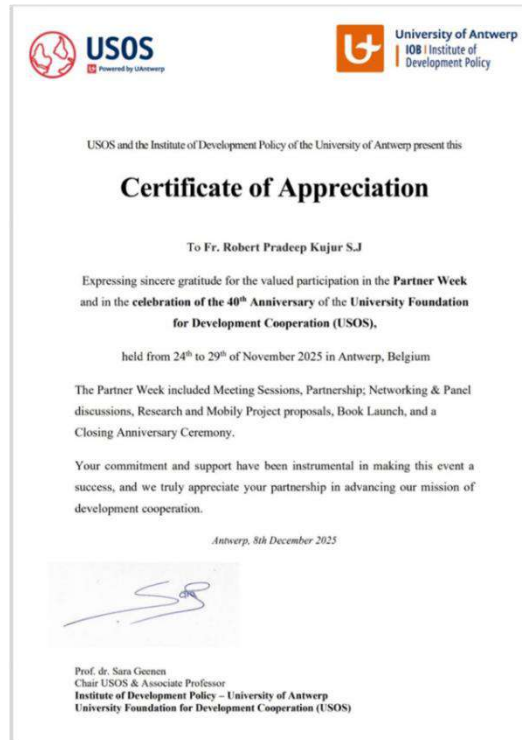 USOS
Powered by UAntwerp
University of Antwerp
IOB | Institute of
Development Policy
USOS and the Institute of Development Policy of the University of Antwerp present this
Certificate of Appreciation
To Fr. Robert Pradeep Kujur S.J
Expressing sincere gratitude for the valued participation in the Partner Week
and in the celebration of the 40th Anniversary of the University Foundation
for Development Cooperation (USOS),
held from 24th to 29th of November 2025 in Antwerp, Belgium
The Partner Week included Meeting Sessions, Partnership; Networking & Panel
discussions, Research and Mobily Project proposals, Book Launch, and a
Closing Anniversary Ceremony.
Your commitment and support have been instrumental in making this event a
success, and we truly appreciate your partnership in advancing our mission of
development cooperation.
Antwerp, 8th December 2025
Prof. dr. Sara Geenen
Chair USOS & Associate Professor
Institute of Development Policy – University of Antwerp
University Foundation for Development Cooperation (USOS)